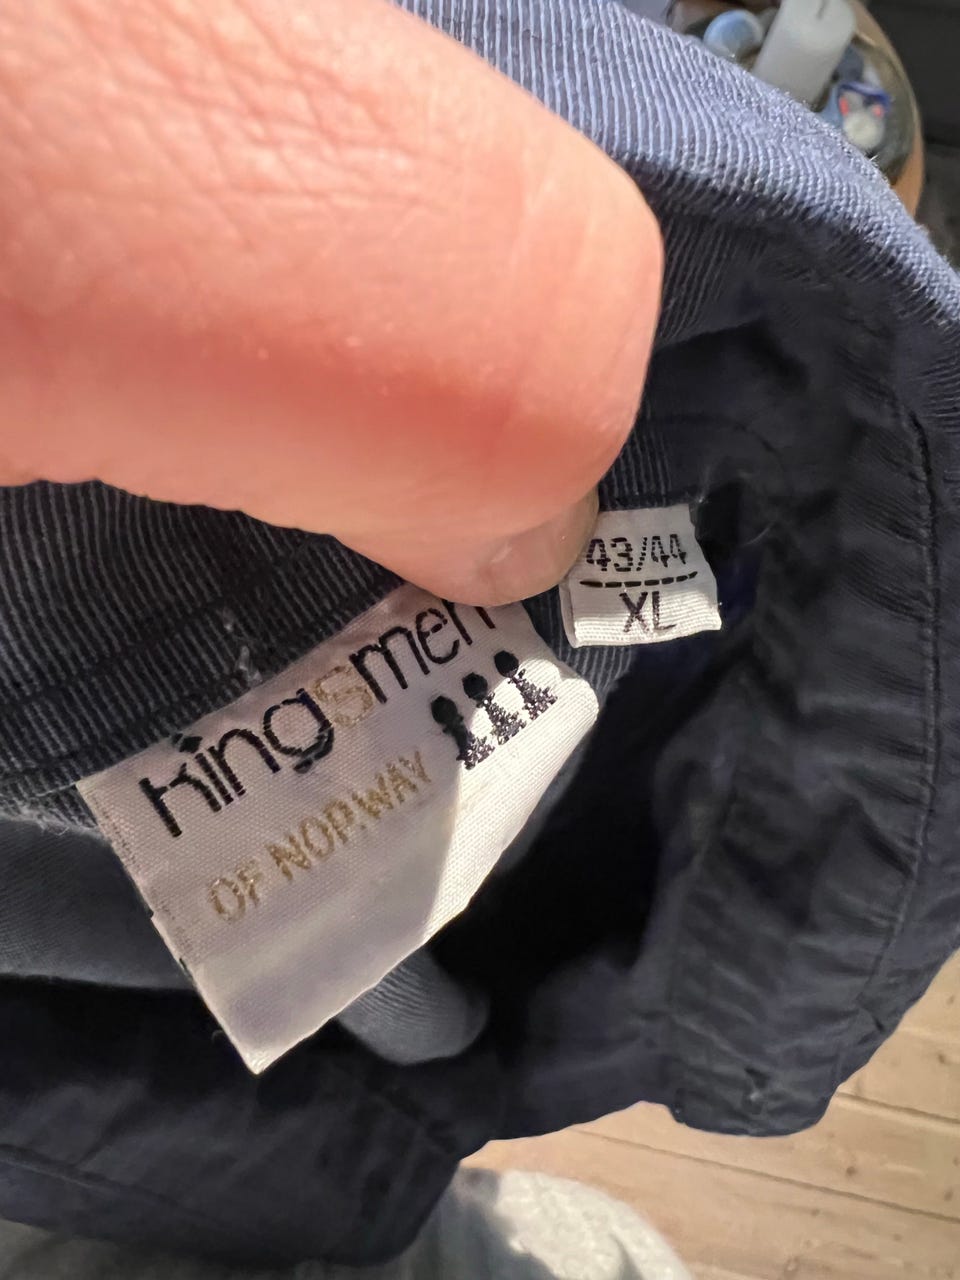 Kingsmen
OF NORWAY
43/44
XL